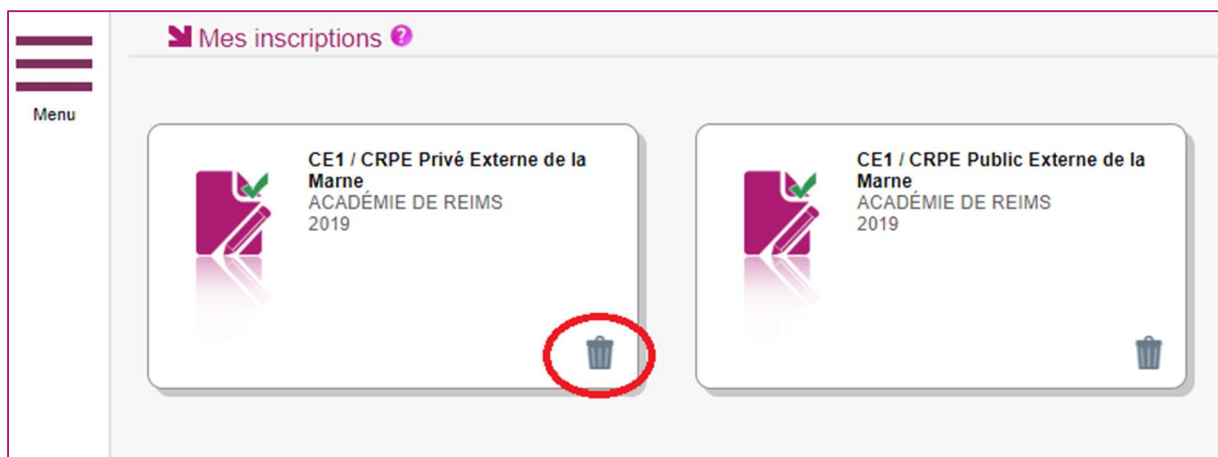 Mes inscriptions ?
Menu
CE1 / CRPE Privé Externe de la
Marne
ACADÉMIE DE REIMS
2019
CE1 / CRPE Public Externe de la
Marne
ACADÉMIE DE REIMS
2019